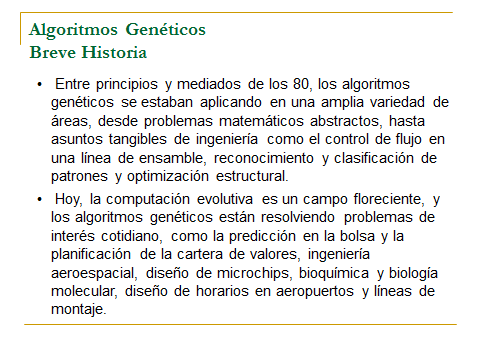 Algoritmos Genéticos
Breve Historia
• Entre principios y mediados de los 80, los algoritmos
genéticos se estaban aplicando en una amplia variedad de
áreas, desde problemas matemáticos abstractos, hasta
asuntos tangibles de ingeniería como el control de flujo en
una línea de ensamble, reconocimiento y clasificación de
patrones y optimización estructural.
• Hoy, la computación evolutiva es un campo floreciente, y
los algoritmos genéticos están resolviendo problemas de
interés cotidiano, como la predicción en la bolsa y la
planificación de la cartera de valores, ingeniería
aeroespacial, diseño de microchips, bioquímica y biología
molecular, diseño de horarios en aeropuertos y líneas de
montaje.